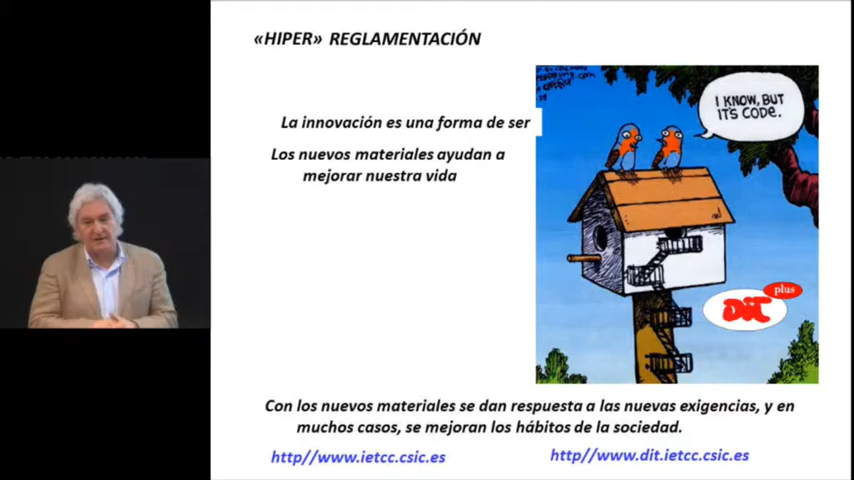 «HIPER» REGLAMENTACIÓN
La innovación es una forma de ser
Los nuevos materiales ayudan a
mejorar nuestra vida
I KNOW, BUT
IT'S CODE.
DIT
plus
Con los nuevos materiales se dan respuesta a las nuevas exigencias, y en
muchos casos, se mejoran los hábitos de la sociedad.
http//www.ietcc.csic.es
http//www.dit.ietcc.csic.es